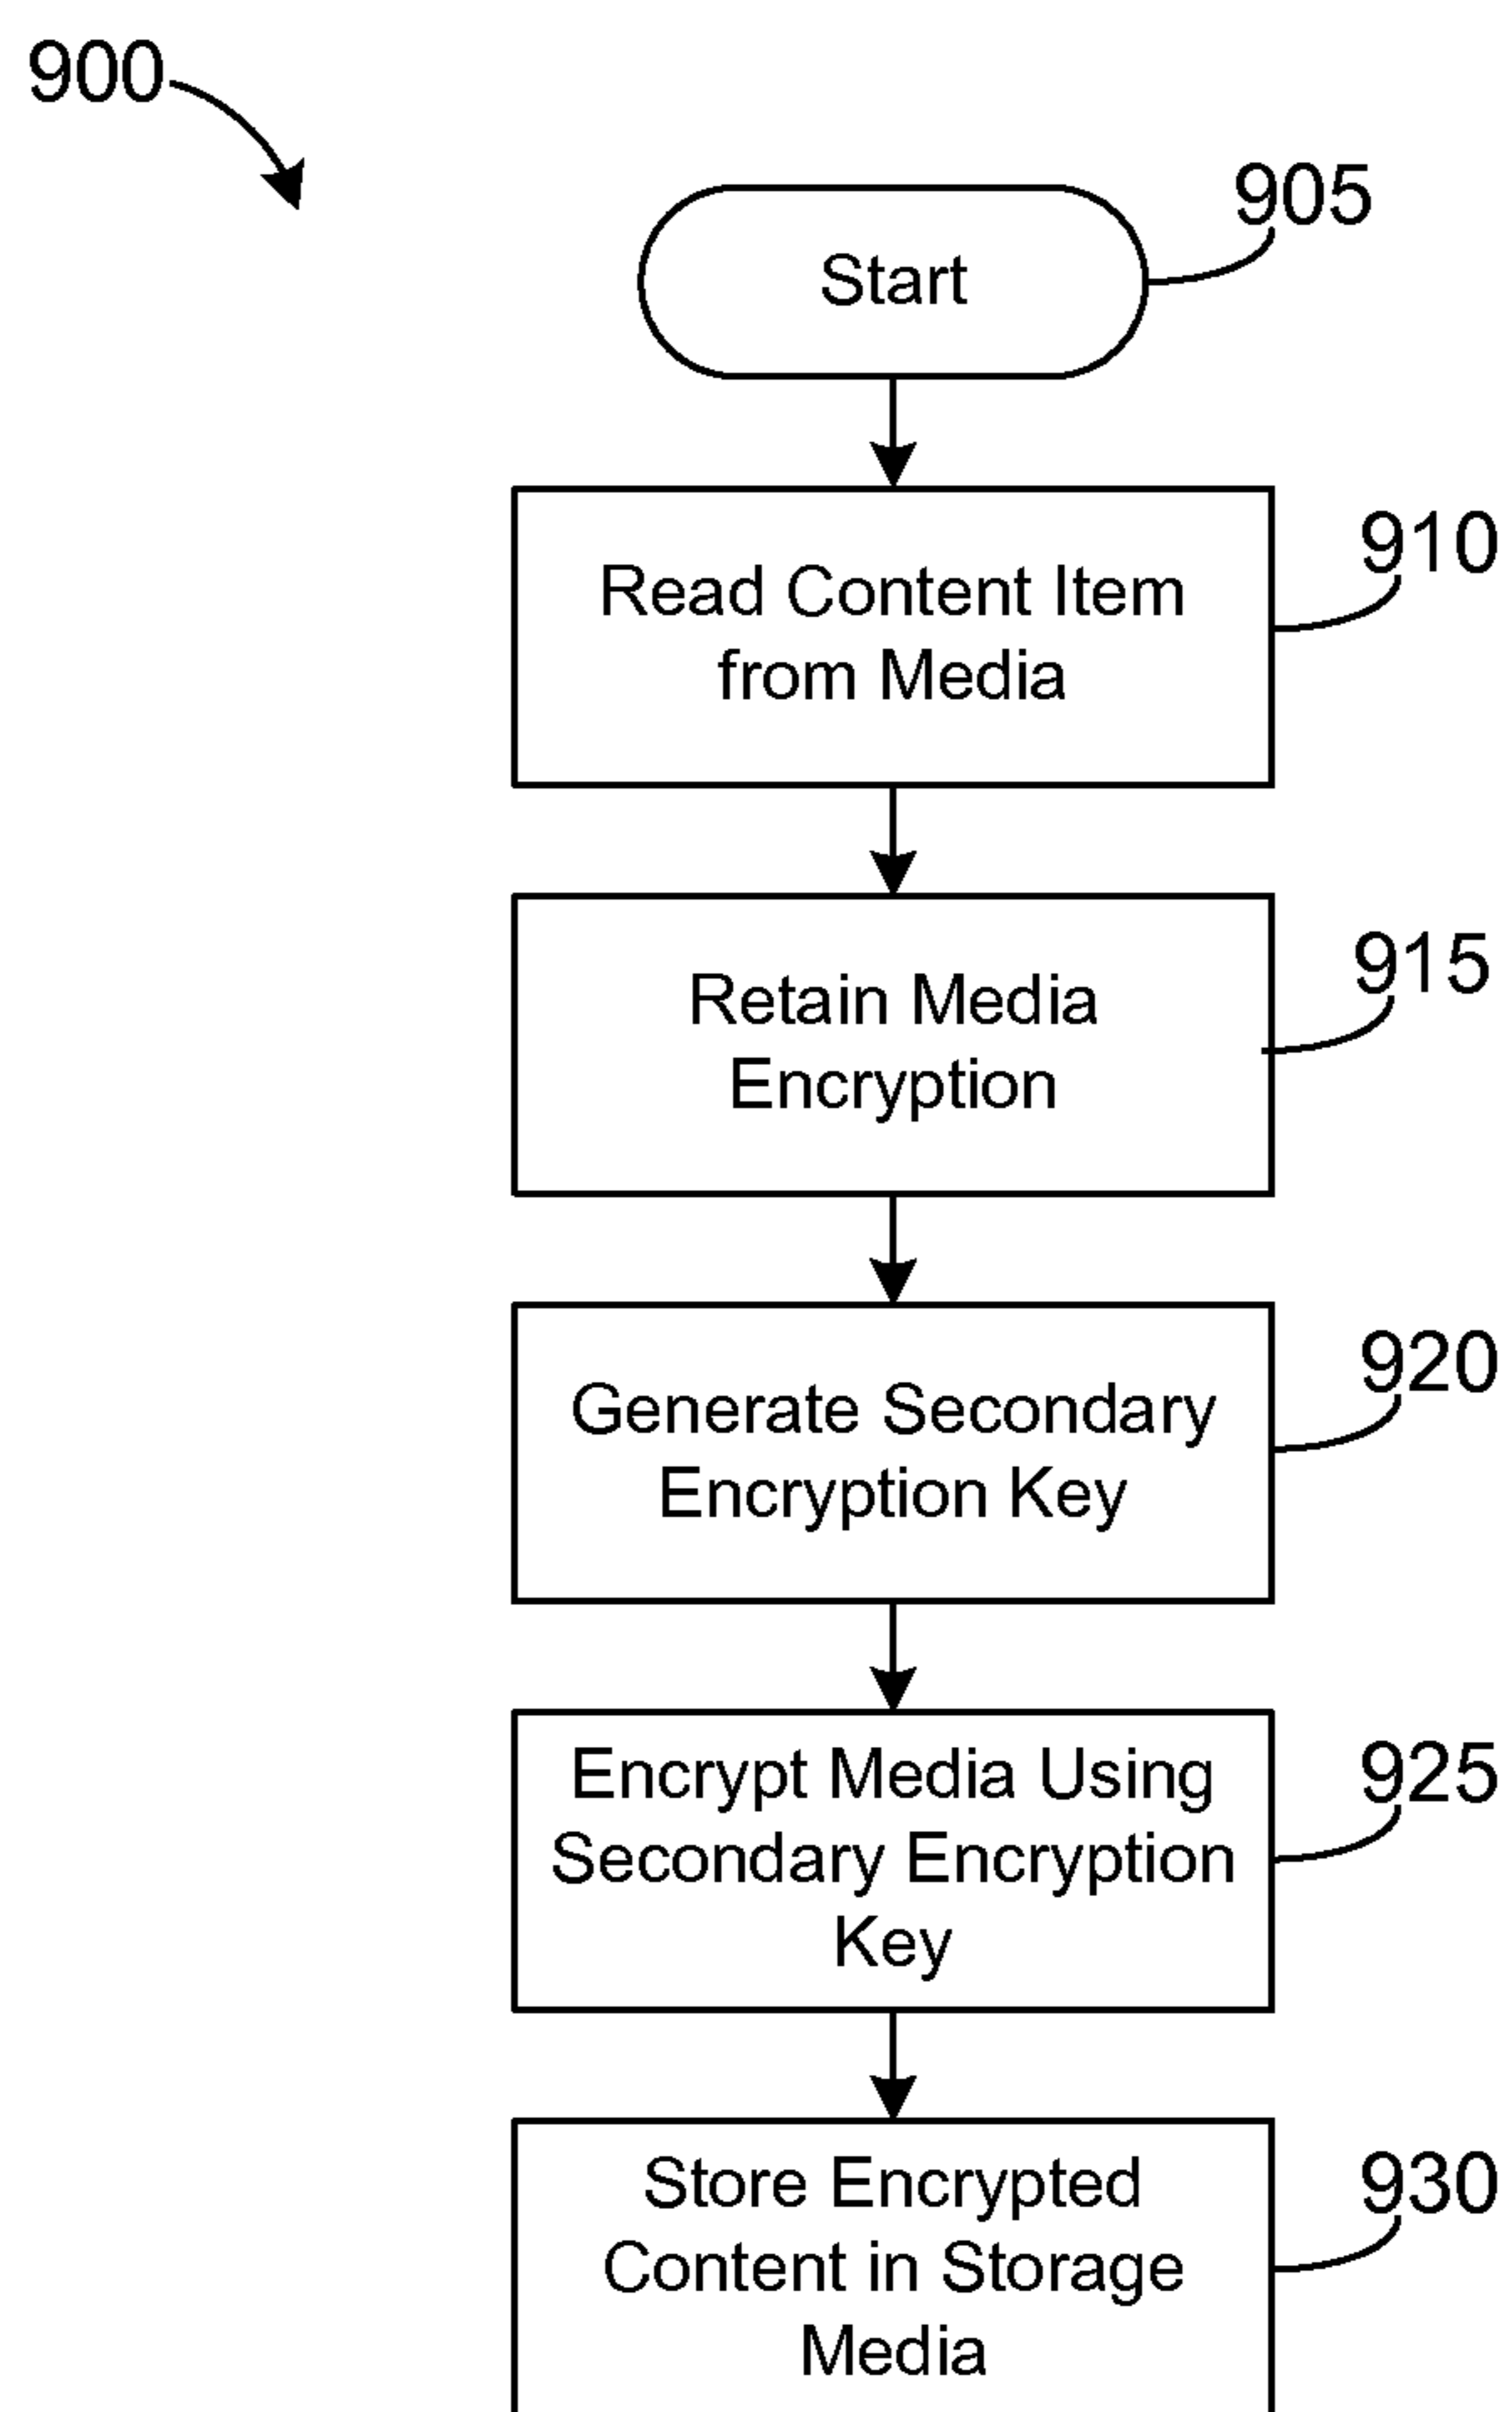 900
905
Start
910
Read Content Item
from Media
915
Retain Media
Encryption
920
Generate Secondary
Encryption Key
925
Encrypt Media Using
Secondary Encryption
Key
930
Store Encrypted
Content in Storage
Media